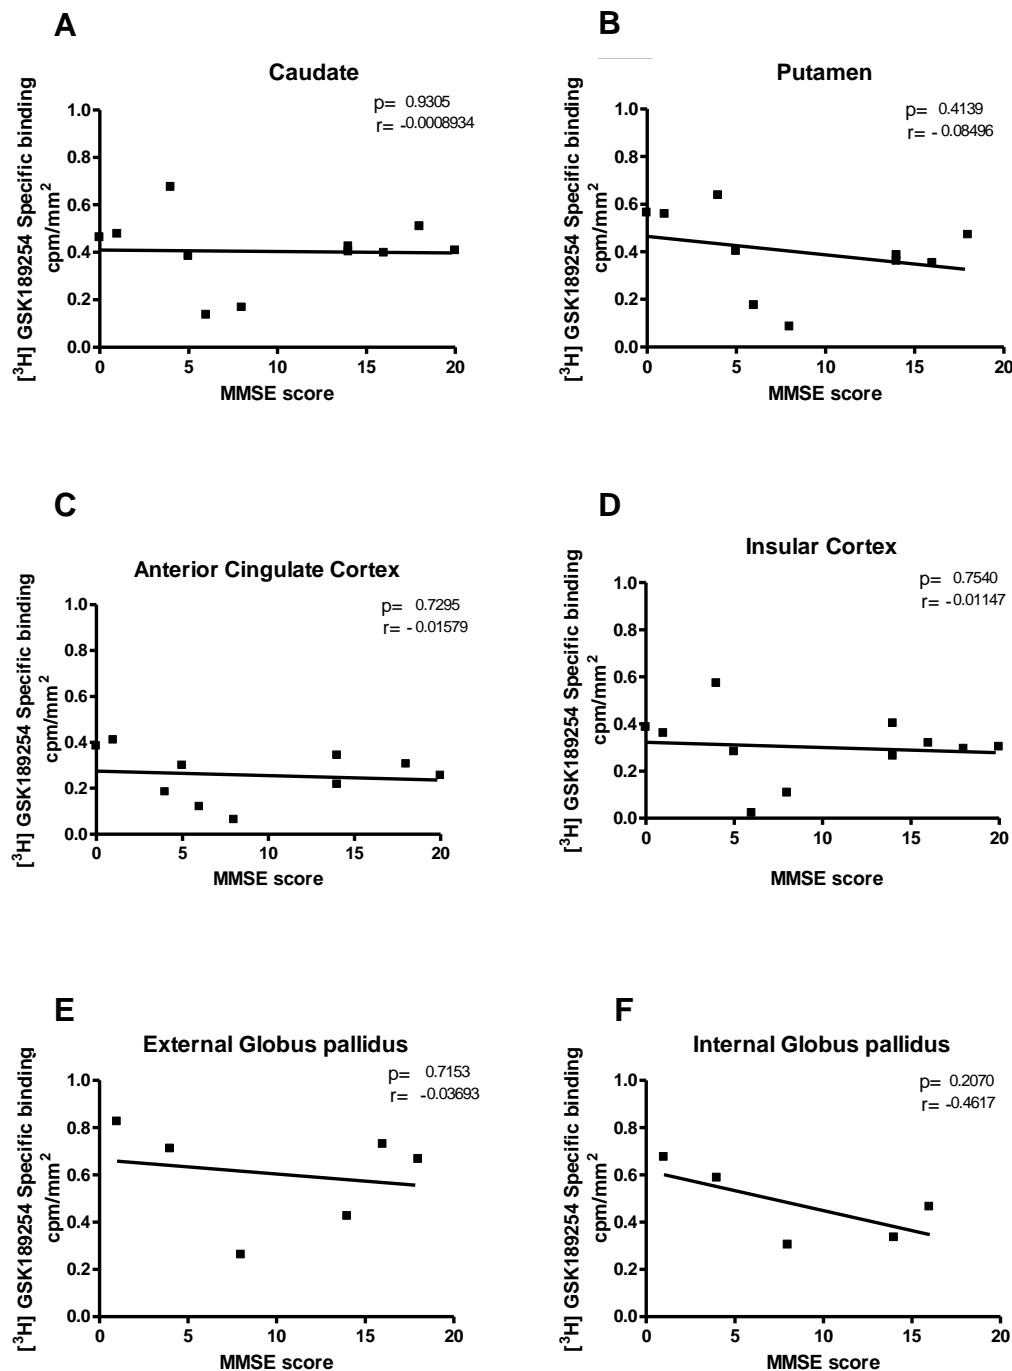 A
Caudate
p= 0.9305
r= -0.0008934
[³H] GSK189254 Specific binding
cpm/mm²
1.0
0.8
0.6
0.4
0.2
0.0
0 5 10 15 20
MMSE score
B
Putamen
p= 0.4139
r= - 0.08496
[³H] GSK189254 Specific binding
cpm/mm²
1.0
0.8
0.6
0.4
0.2
0.0
0 5 10 15 20
MMSE score
C
Anterior Cingulate Cortex
p= 0.7295
r= - 0.01579
[³H] GSK189254 Specific binding
cpm/mm²
1.0
0.8
0.6
0.4
0.2
0.0
0 5 10 15 20
MMSE score
D
Insular Cortex
p= 0.7540
r= - 0.01147
[³H] GSK189254 Specific binding
cpm/mm²
1.0
0.8
0.6
0.4
0.2
0.0
0 5 10 15 20
MMSE score
E
External Globus pallidus
p= 0.7153
r= -0.03693
[³H] GSK189254 Specific binding
cpm/mm²
1.0
0.8
0.6
0.4
0.2
0.0
0 5 10 15 20
MMSE score
F
Internal Globus pallidus
p= 0.2070
r= -0.4617
[³H] GSK189254 Specific binding
cpm/mm²
1.0
0.8
0.6
0.4
0.2
0.0
0 5 10 15 20
MMSE score